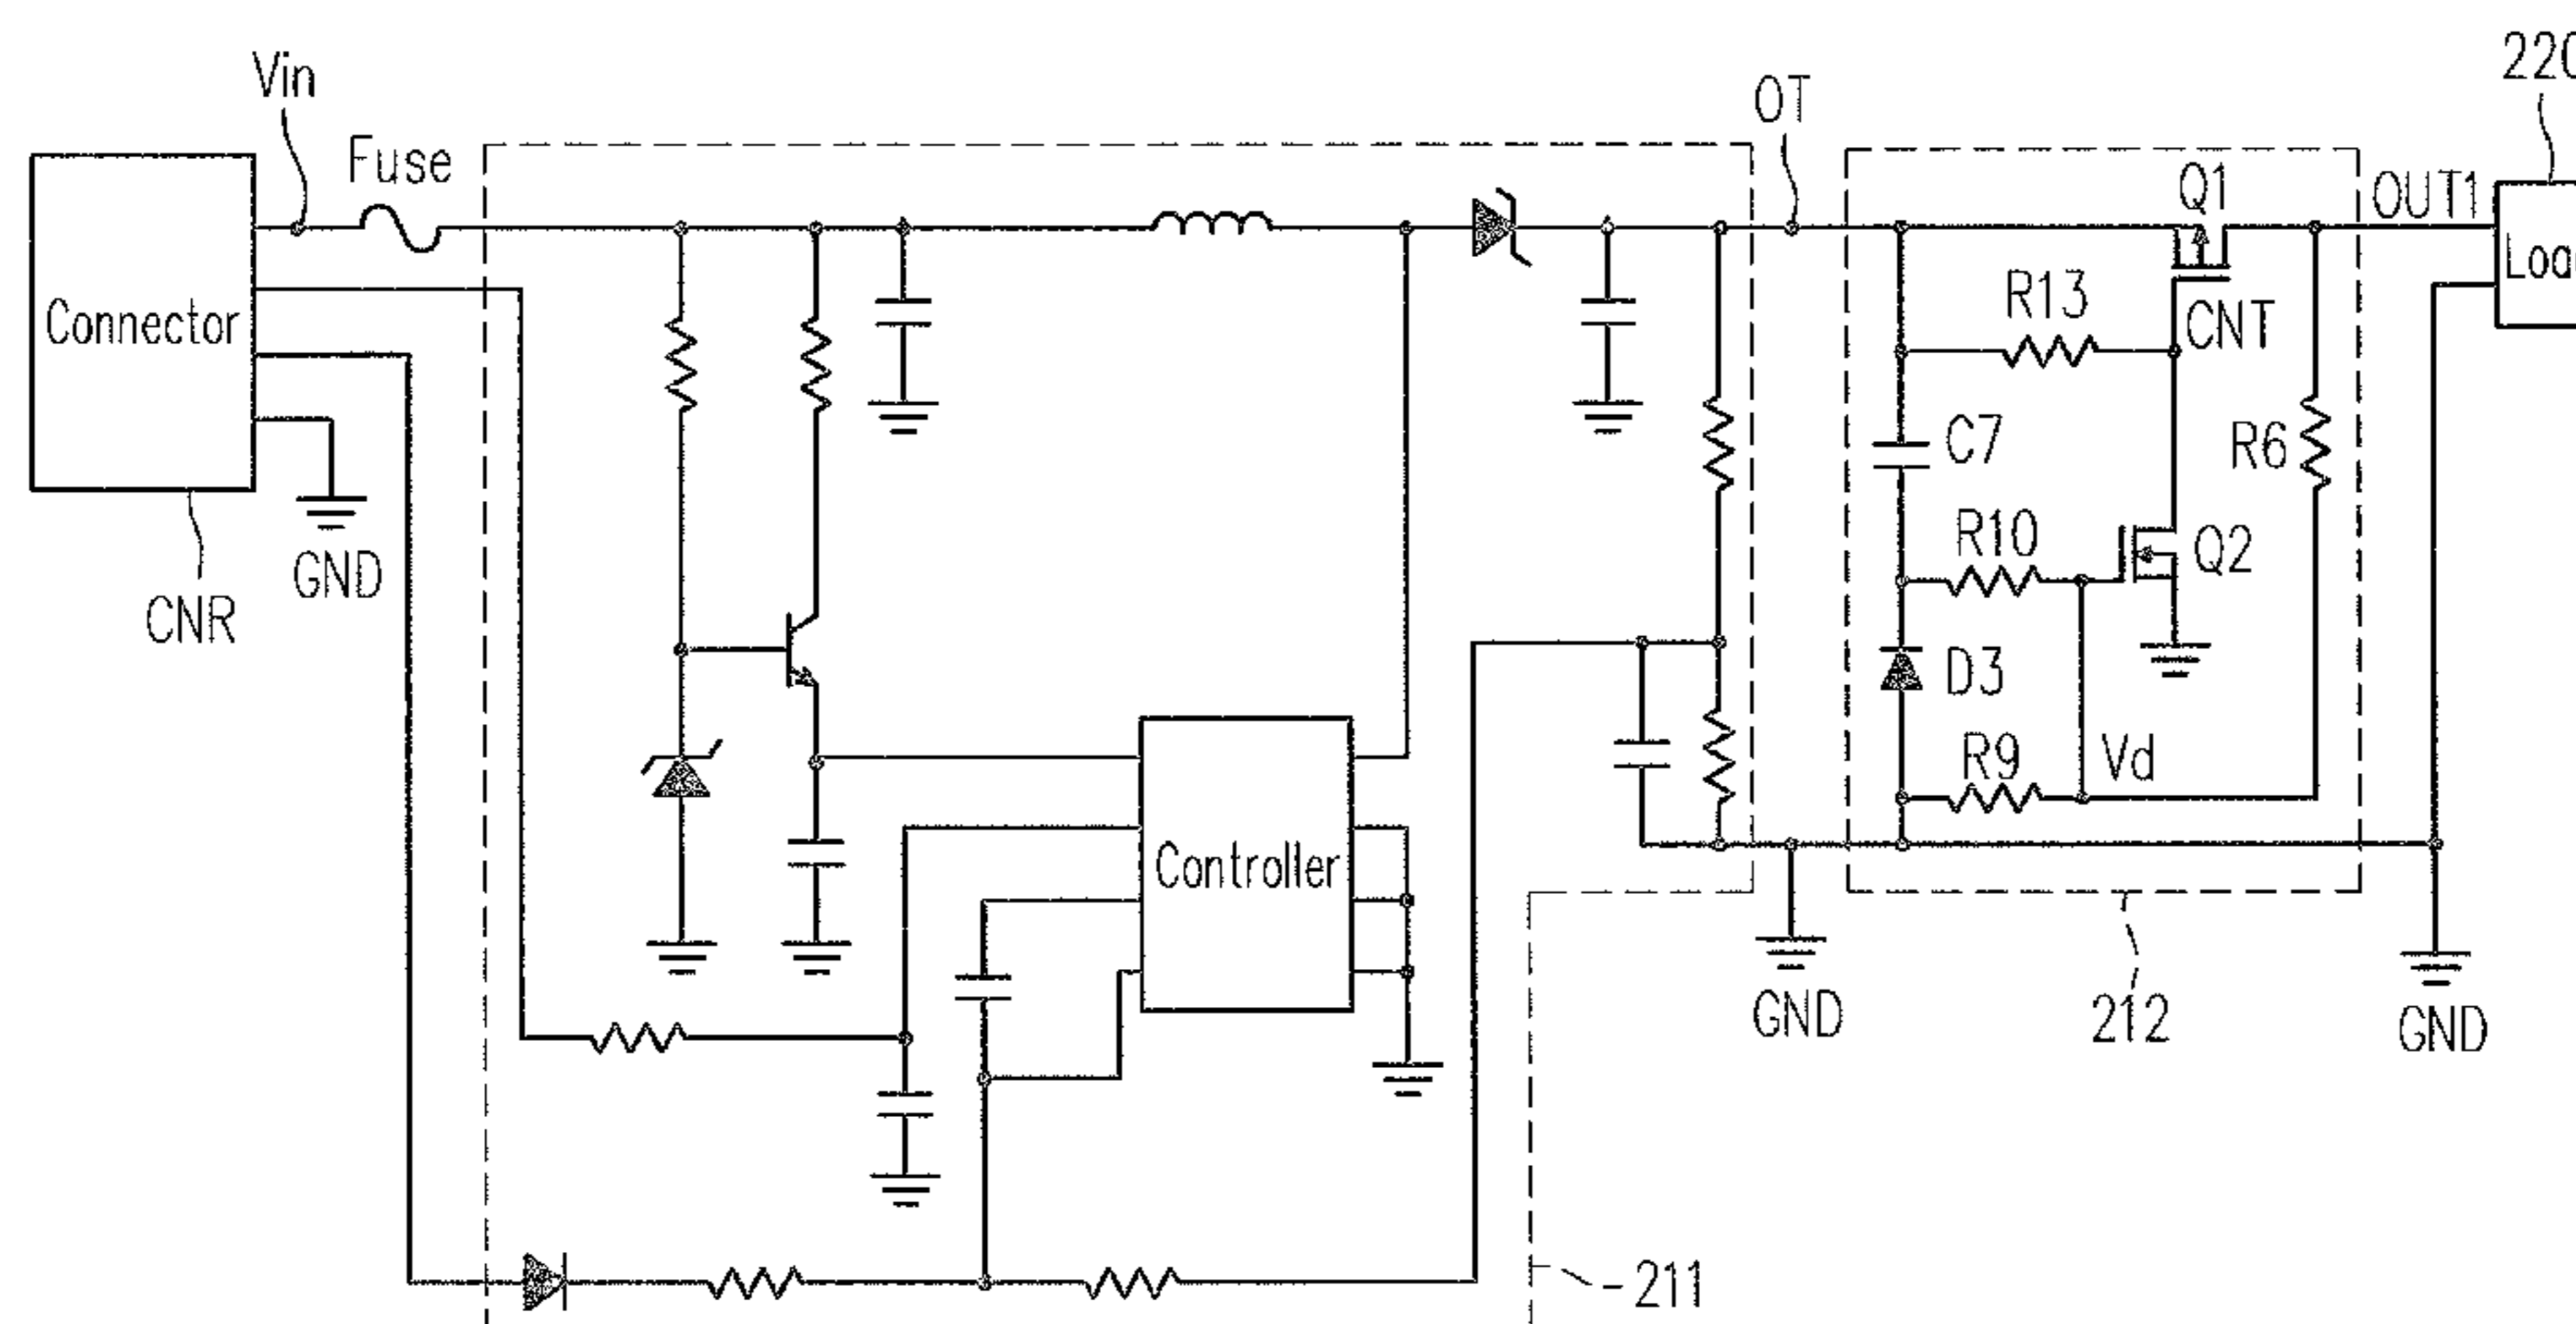 Vin
Fuse
OT
220
Q1
OUT1
R13
CNT
Connector
C7
R6
R10
Q2
GND
CNR
D3
R9
Vd
Controller
GND
212
GND
211